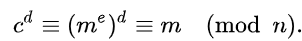 c^d ≡ (m^e)^d ≡ m (mod n).